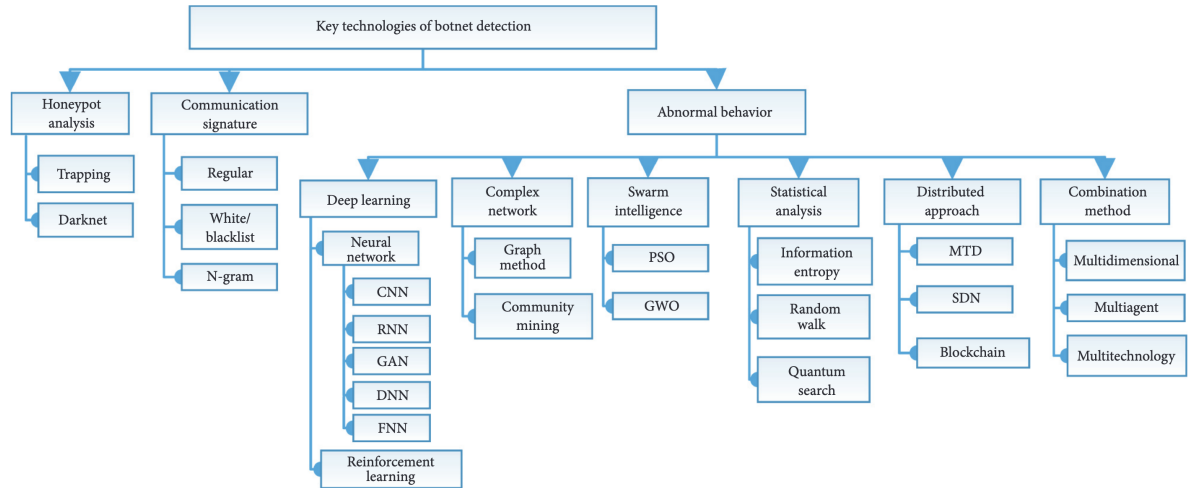 Key technologies of botnet detection
Honeypot
analysis
Trapping
Darknet
Communication
signature
Regular
White/
blacklist
N-gram
Abnormal behavior
Deep learning
Neural
network
CNN
RNN
GAN
DNN
FNN
Reinforcement
learning
Complex
network
Graph
method
Community
mining
Swarm
intelligence
PSO
GWO
Statistical
analysis
Information
entropy
Random
walk
Quantum
search
Distributed
approach
MTD
SDN
Blockchain
Combination
method
Multidimensional
Multiagent
Multitechnology